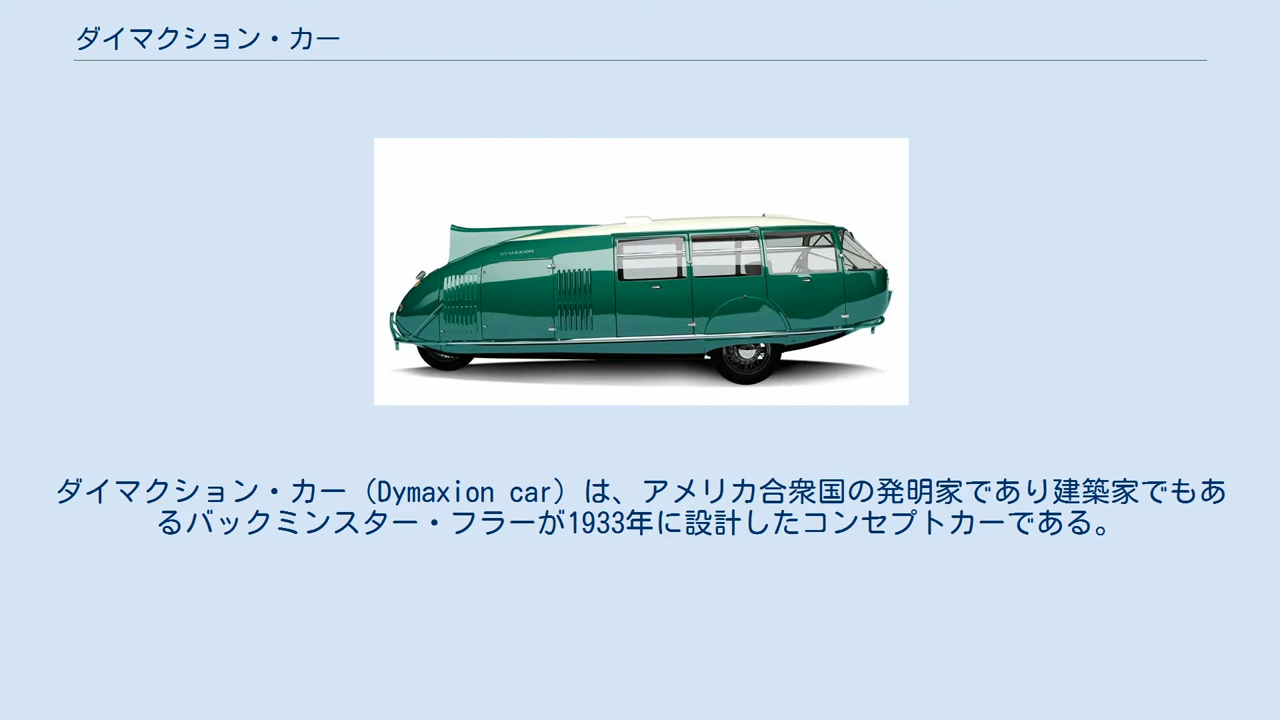 ダイマクション・カー
DYMAXION
ダイマクション・カー（Dymaxion car）は、アメリカ合衆国の発明家であり建築家でもあ
るバックミンスター・フラーが1933年に設計したコンセプトカーである。